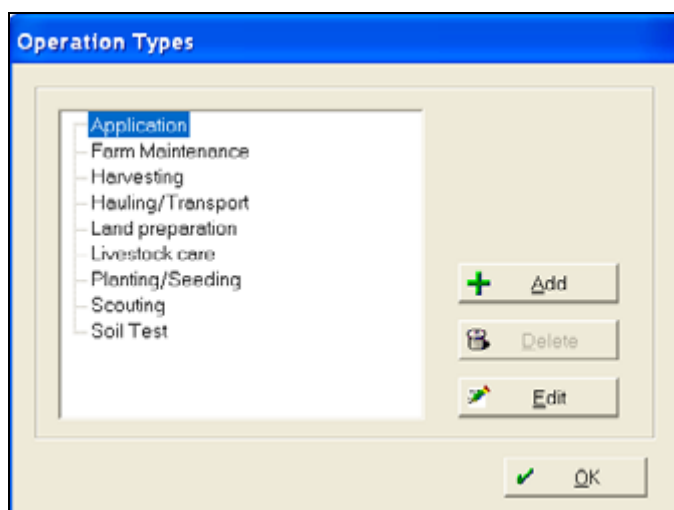 Operation Types
Application
Farm Maintenance
Harvesting
Hauling/Transport
Land preparation
Livestock care
Planting/Seeding
Scouting
Soil Test
Add
Delete
Edit
OK